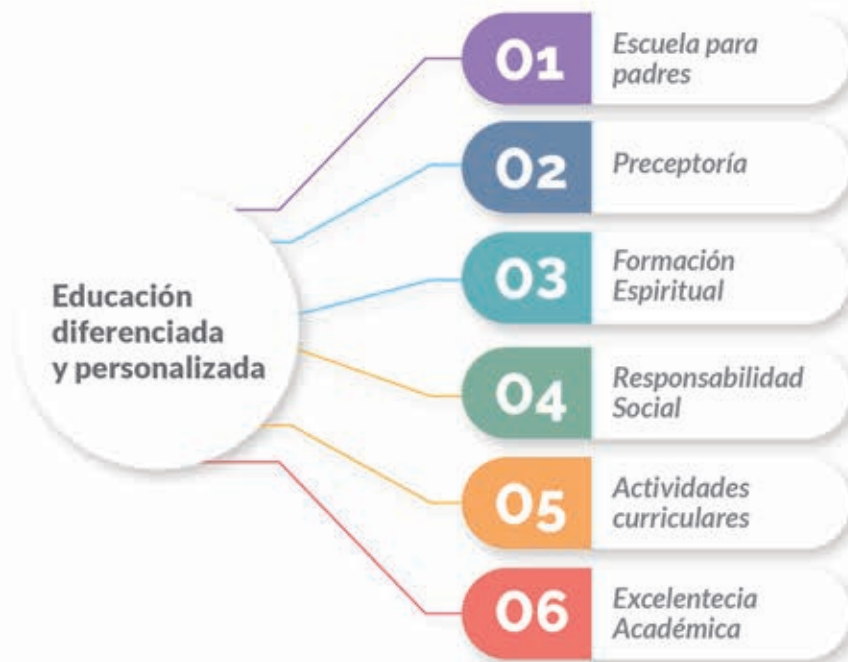 Educación
diferenciada
y personalizada
01
Escuela para
padres
02
Preceptoría
03
Formación
Espiritual
04
Responsabilidad
Social
05
Actividades
curriculares
06
Excelentecia
Académica